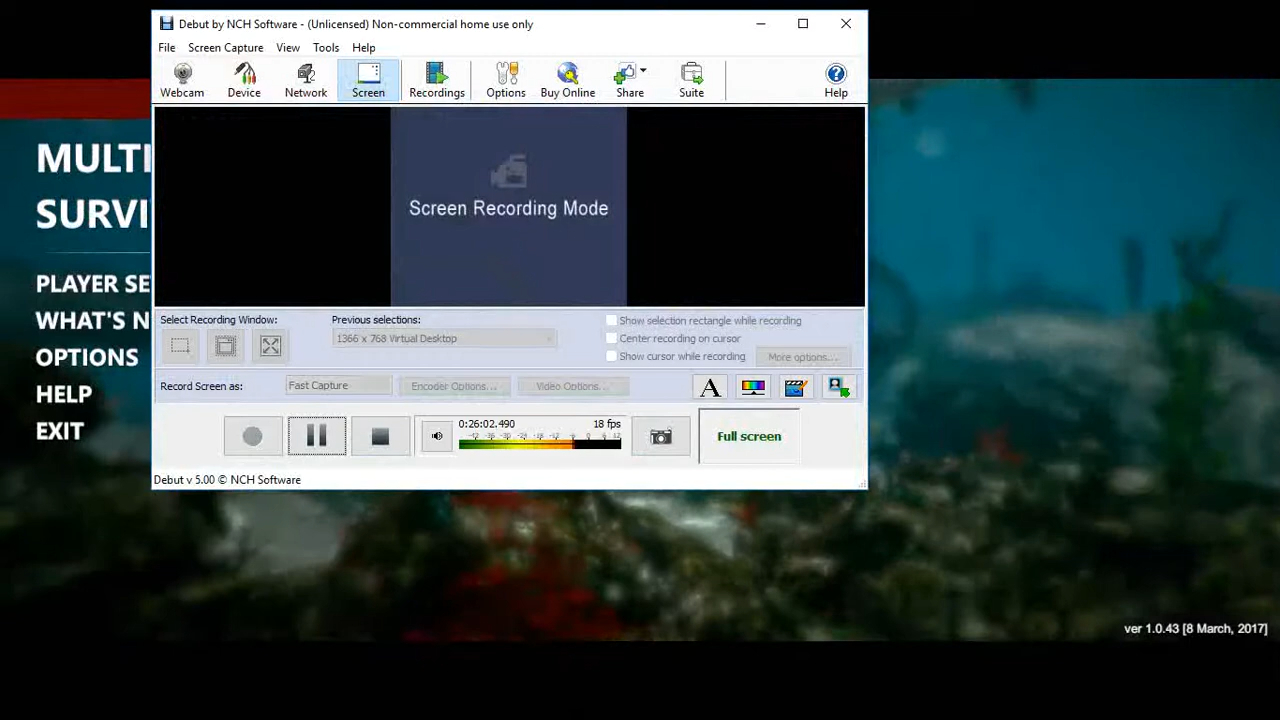 Debut by NCH Software - (Unlicensed) Non-commercial home use only
File Screen Capture View Tools Help
Webcam Device Network Screen Recordings Options Buy Online Share Suite Help
MULTI
SURVI
PLAYER SE
WHAT'S N
OPTIONS
HELP
EXIT
Screen Recording Mode
Select Recording Window:
Previous selections:
1366 x 768 Virtual Desktop
Show selection rectangle while recording
Center recording on cursor
Show cursor while recording
More options...
Record Screen as: Fast Capture Encoder Options... Video Options...
A
0:26:02.490 18 fps
Full screen
Debut v 5.00 © NCH Software
ver 1.0.43 [8 March, 2017]